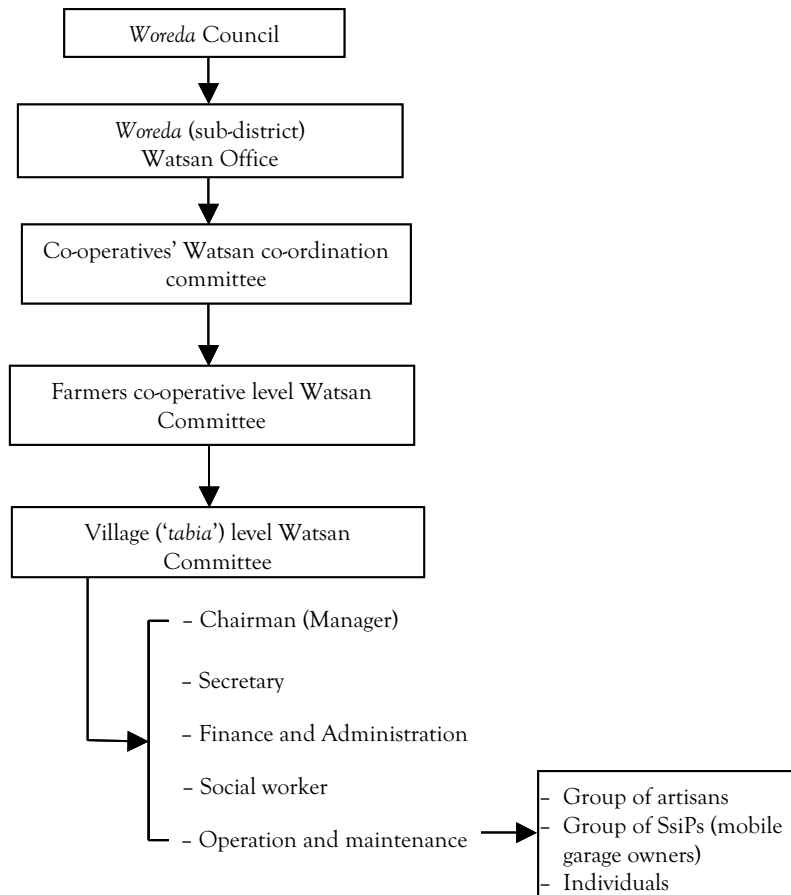 Woreda Council
Woreda (sub-district)
Watsan Office
Co-operatives’ Watsan co-ordination
committee
Farmers co-operative level Watsan
Committee
Village (‘tabia’) level Watsan
Committee
– Chairman (Manager)
– Secretary
– Finance and Administration
– Social worker
– Operation and maintenance
– Group of artisans
– Group of SsiPs (mobile
garage owners)
– Individuals